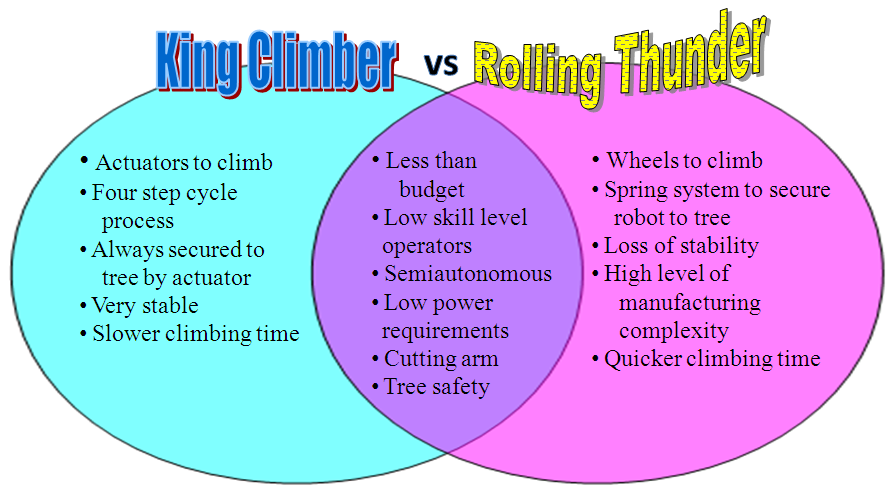 King Climber vs Rolling Thunder
• Actuators to climb
• Four step cycle
process
• Always secured to
tree by actuator
• Very stable
• Slower climbing time
• Less than
budget
• Low skill level
operators
• Semiautonomous
• Low power
requirements
• Cutting arm
• Tree safety
• Wheels to climb
• Spring system to secure
robot to tree
• Loss of stability
• High level of
manufacturing
complexity
• Quicker climbing time